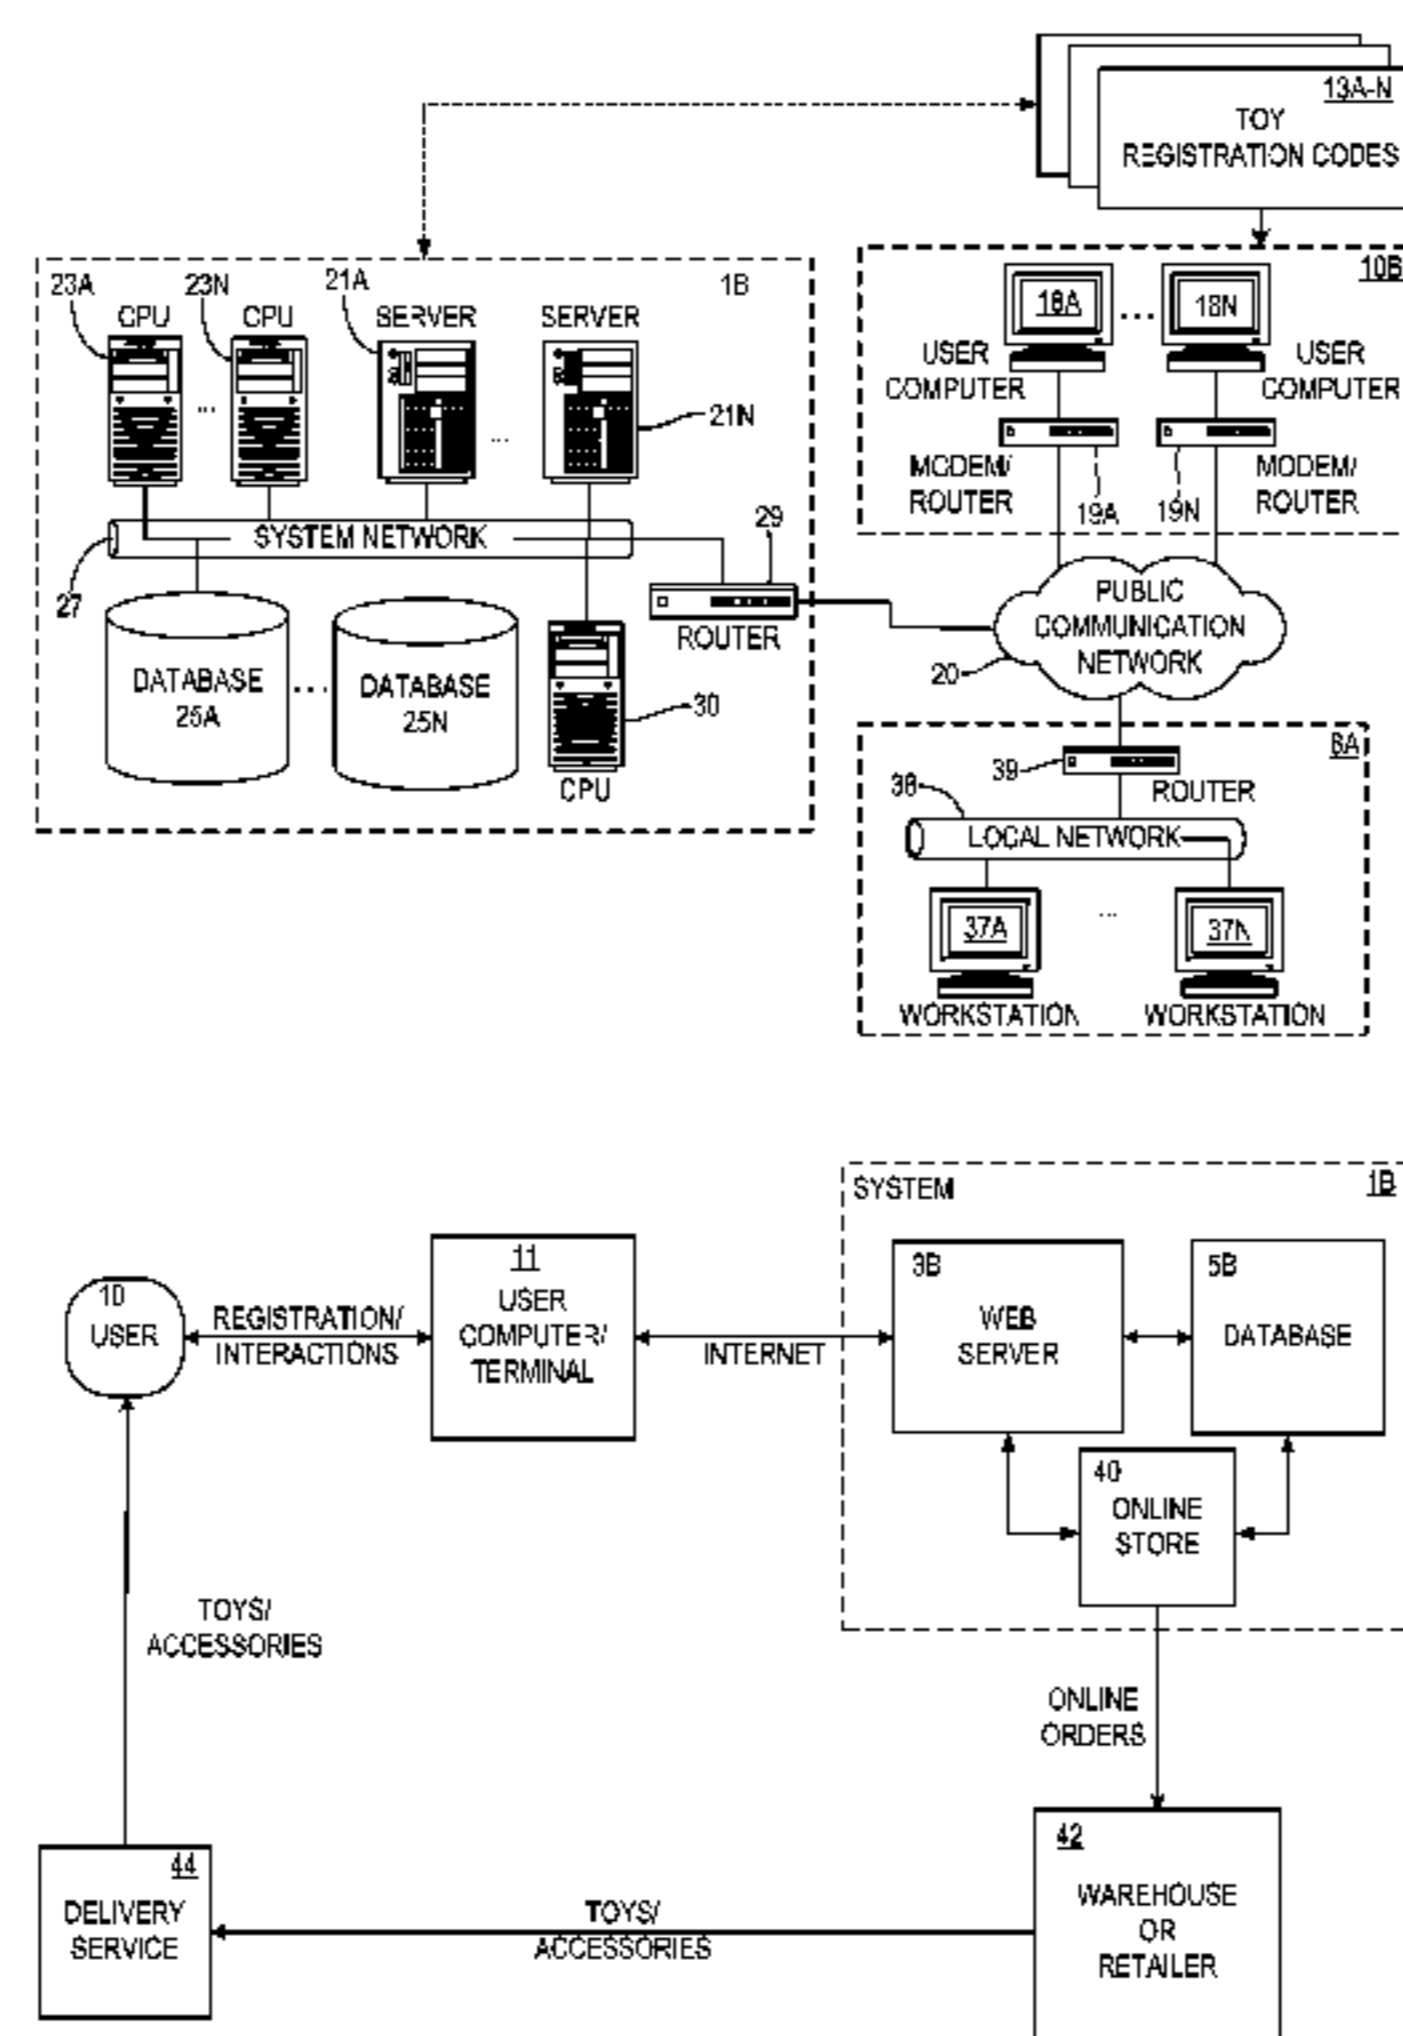 13A-N
TOY
REGISTRATION CODES
23A
23N
21A
1B
CPU
CPU
SERVER
SERVER
21N
10B
18A
18N
USER
COMPUTER
USER
COMPUTER
MODEM/
ROUTER
MODEM/
ROUTER
19A
19N
SYSTEM NETWORK
27
29
ROUTER
DATABASE
25A
DATABASE
25N
30
CPU
PUBLIC
COMMUNICATION
NETWORK
20
6A
39
ROUTER
38
LOCAL NETWORK
37A
37N
WORKSTATION
WORKSTATION
SYSTEM
1B
10
USER
REGISTRATION/
INTERACTIONS
11
USER
COMPUTER/
TERMINAL
INTERNET
3B
WEB
SERVER
5B
DATABASE
40
ONLINE
STORE
TOYS/
ACCESSORIES
ONLINE
ORDERS
44
DELIVERY
SERVICE
TOYS/
ACCESSORIES
42
WAREHOUSE
OR
RETAILER